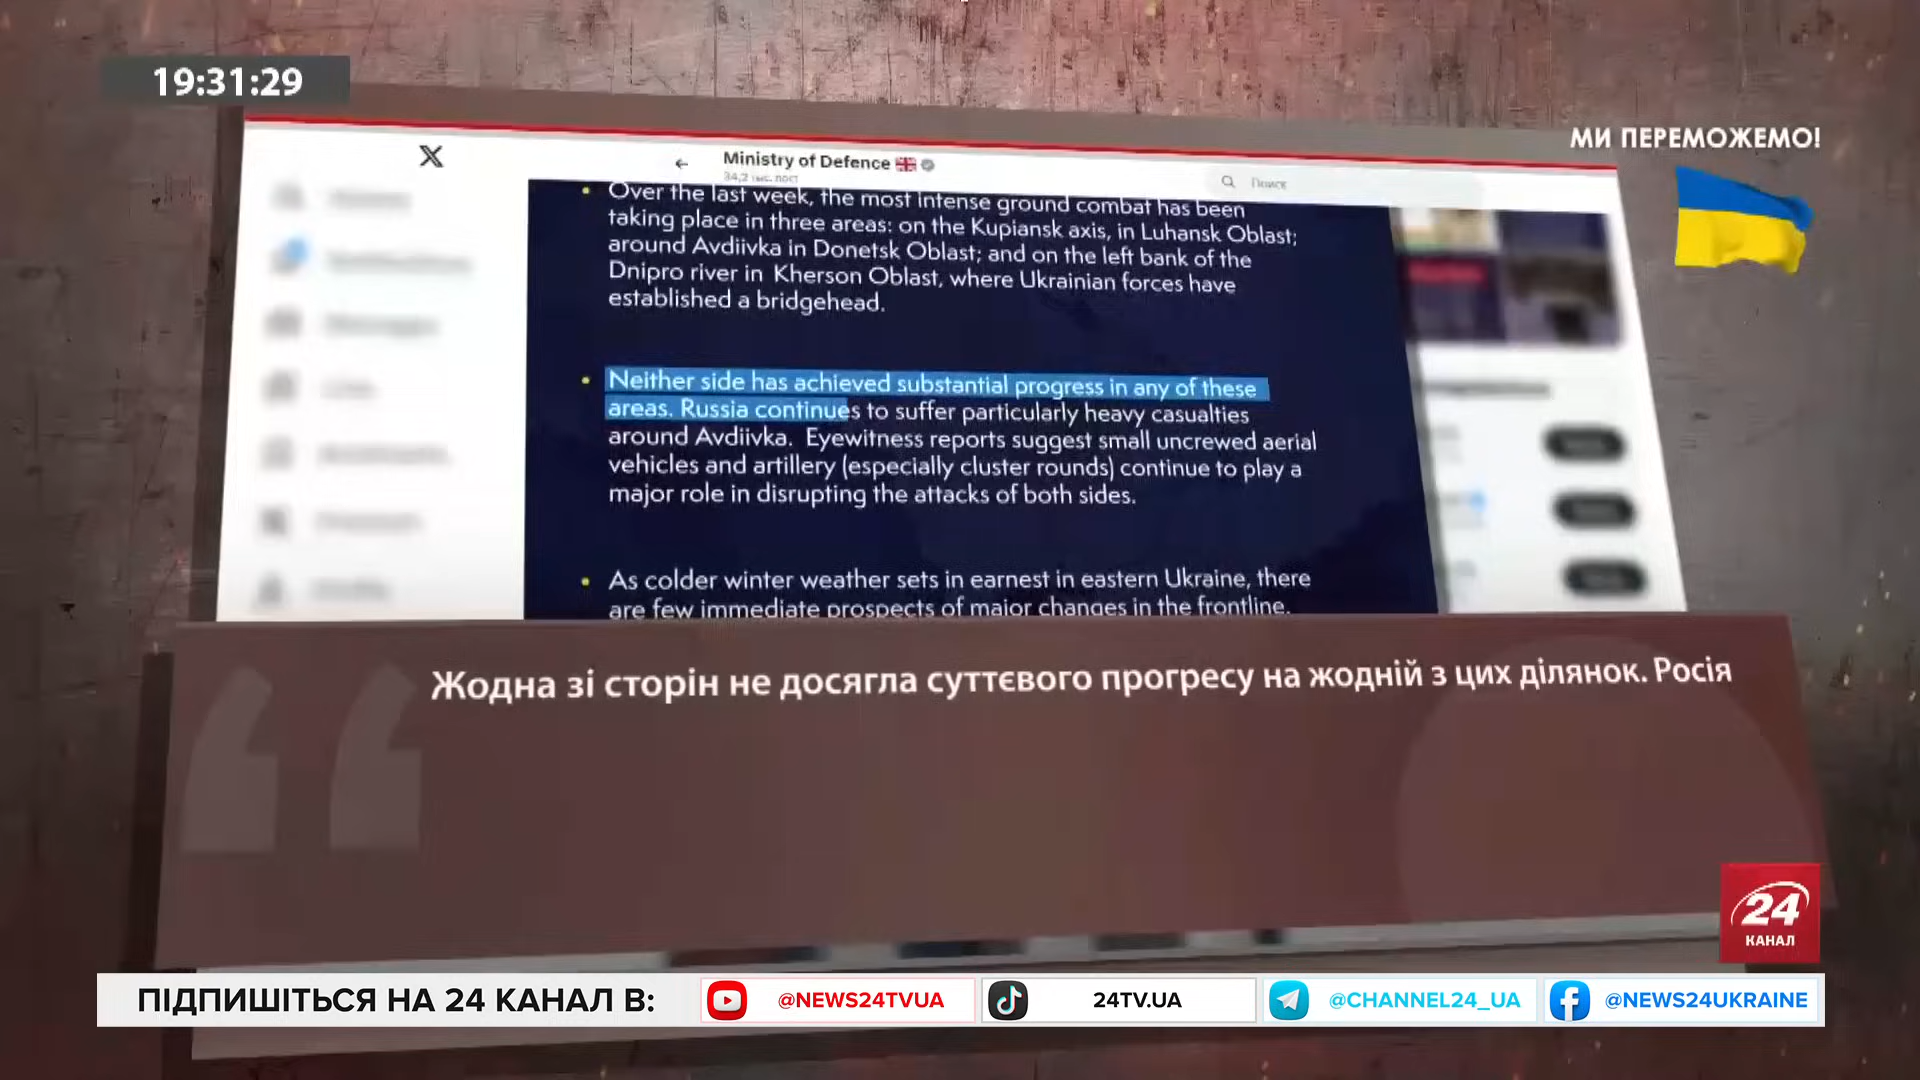 19:31:29
МИ ПЕРЕМОЖЕМО!
Ministry of Defence
34,2 тыс. пост
Поиск
Over the last week, the most intense ground combat has been
taking place in three areas: on the Kupiansk axis, in Luhansk Oblast;
around Avdiivka in Donetsk Oblast; and on the left bank of the
Dnipro river in Kherson Oblast, where Ukrainian forces have
established a bridgehead.
Neither side has achieved substantial progress in any of these
areas. Russia continues to suffer particularly heavy casualties
around Avdiivka. Eyewitness reports suggest small uncrewed aerial
vehicles and artillery (especially cluster rounds) continue to play a
major role in disrupting the attacks of both sides.
As colder winter weather sets in earnest in eastern Ukraine, there
are few immediate prospects of major changes in the frontline.
Жодна зі сторін не досягла суттєвого прогресу на жодній з цих ділянок. Росія
24
КАНАЛ
ПІДПИШІТЬСЯ НА 24 КАНАЛ В:
@NEWS24TVUA
24TV.UA
@CHANNEL24_UA
@NEWS24UKRAINE